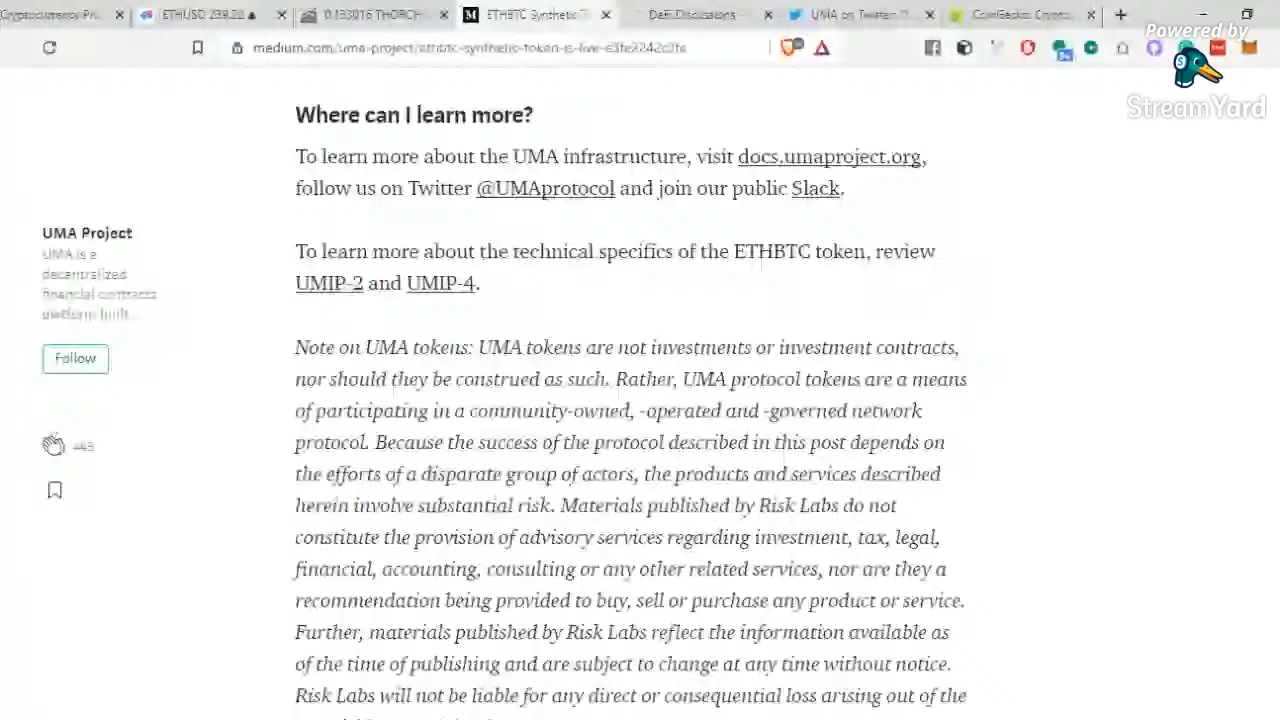 ETHUSD 239.20 ▲
0.133016 THORCH
ETHBTC Synthetic T
DeFi Discussions -
UMA on Twitter: "I
CoinGecko: Crypto
Powered by
medium.com/uma-project/ethbtc-synthetic-token-is-live-
StreamYard
Where can I learn more?
To learn more about the UMA infrastructure, visit docs.umaproject.org,
follow us on Twitter @UMAprotocol and join our public Slack.
UMA Project
UMA is a
decentralized
financial contracts
platform built…
Follow
To learn more about the technical specifics of the ETHBTC token, review
UMIP-2 and UMIP-4.
Note on UMA tokens: UMA tokens are not investments or investment contracts,
nor should they be construed as such. Rather, UMA protocol tokens are a means
of participating in a community-owned, -operated and -governed network
protocol. Because the success of the protocol described in this post depends on
the efforts of a disparate group of actors, the products and services described
herein involve substantial risk. Materials published by Risk Labs do not
constitute the provision of advisory services regarding investment, tax, legal,
financial, accounting, consulting or any other related services, nor are they a
recommendation being provided to buy, sell or purchase any product or service.
Further, materials published by Risk Labs reflect the information available as
of the time of publishing and are subject to change at any time without notice.
Risk Labs will not be liable for any direct or consequential loss arising out of the